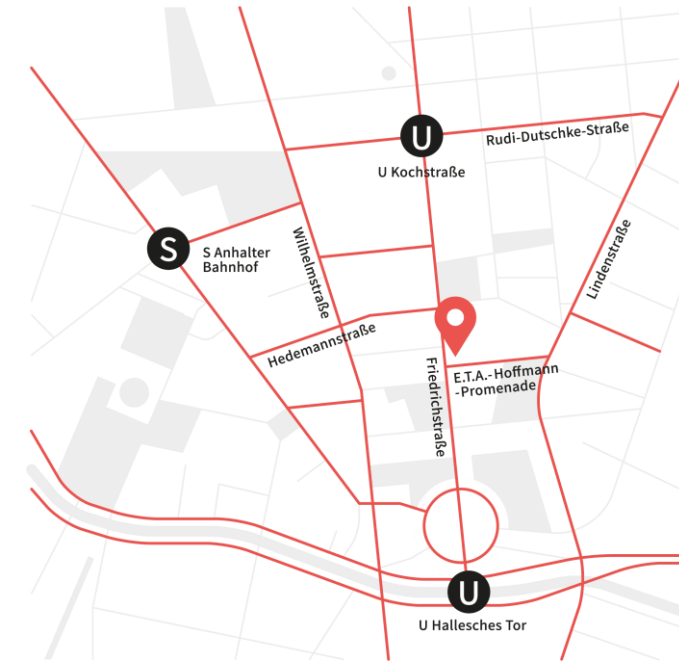 U
Rudi-Dutschke-Straße
U Kochstraße
S
S Anhalter
Bahnhof
Wilhelmstraße
Lindenstraße
Hedemannstraße
Friedrichstraße
E.T.A.-Hoffmann
-Promenade
U
U Hallesches Tor